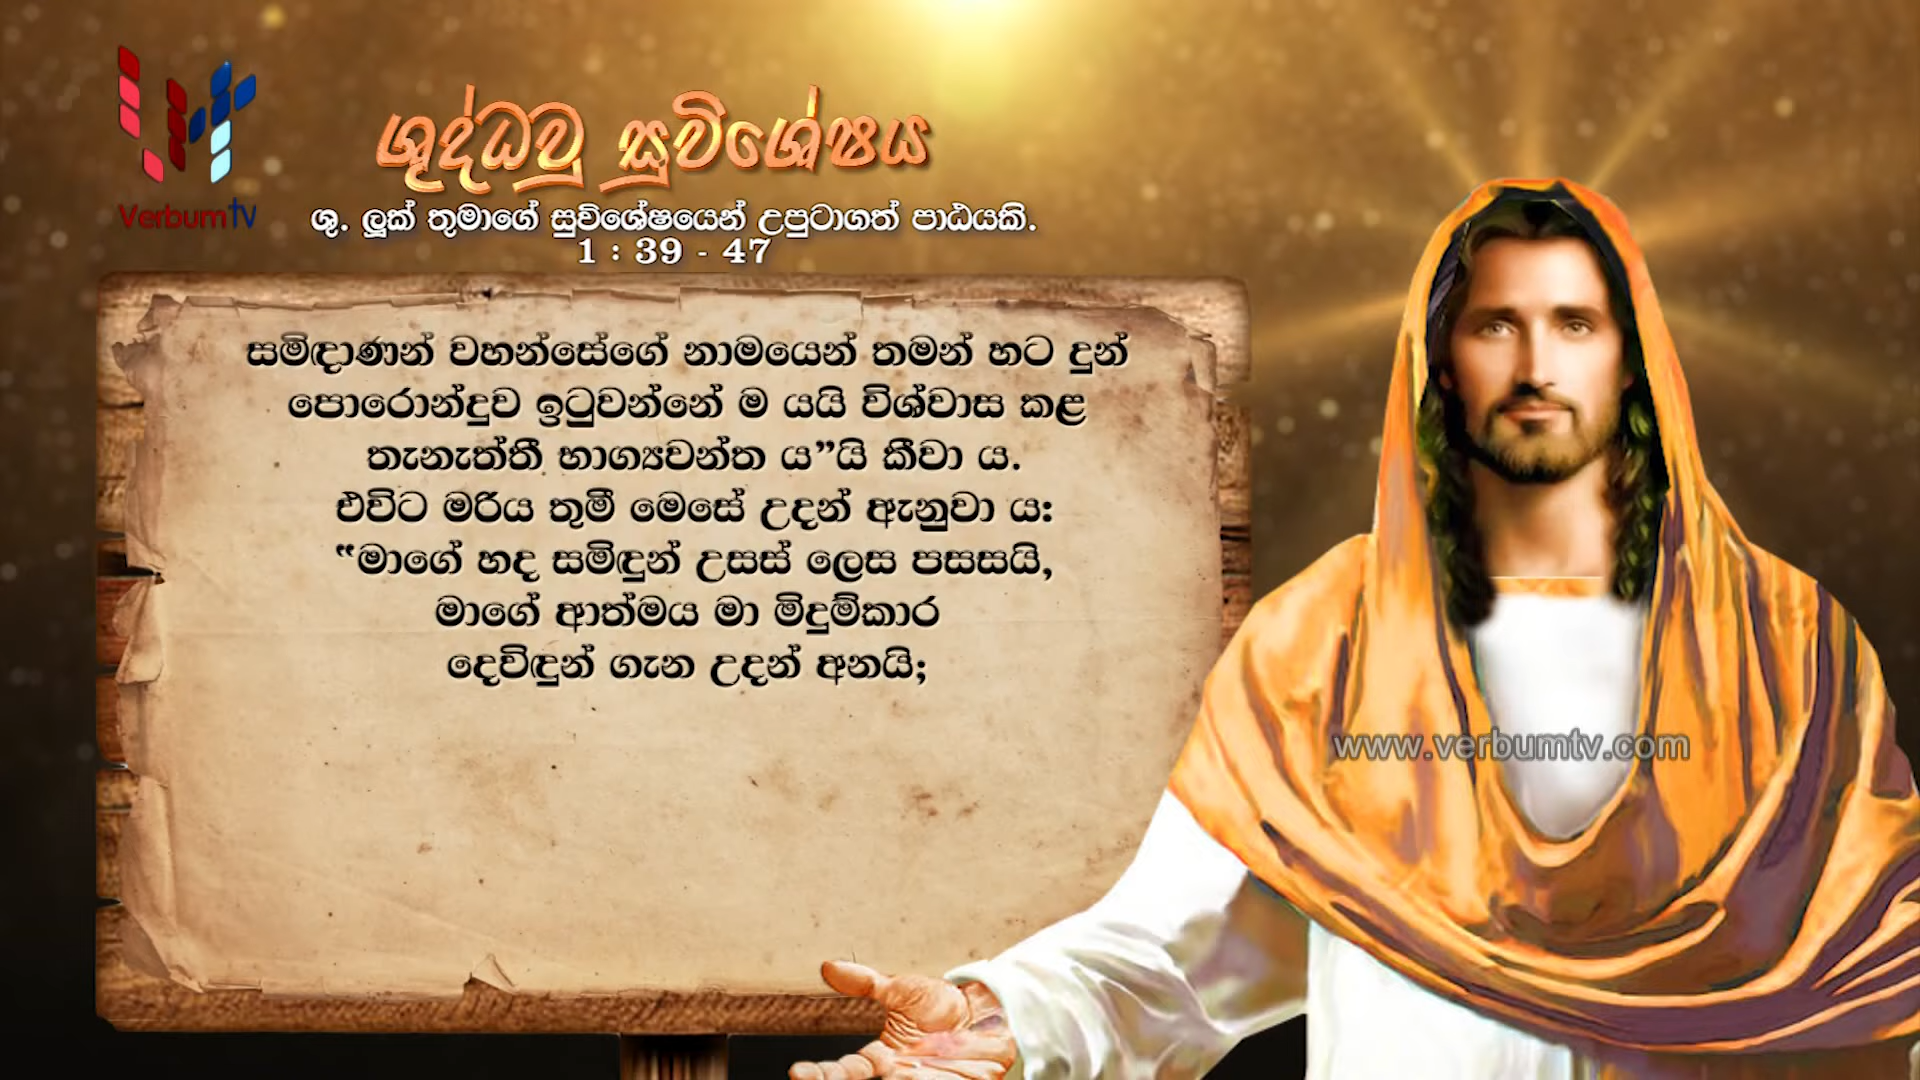 VerbumTV
ශුද්ධවූ සුවිශේෂය
ශු. ලූක් තුමාගේ සුවිශේෂයෙන් උපුටාගත් පාඨයකි.
1 : 39 - 47
සමිඳාණන් වහන්සේගේ නාමයෙන් තමන් හට දුන්
පොරොන්දුව ඉටුවන්නේ ම යයි විශ්වාස කළ
තැනැත්තී භාග්‍යවන්ත ය”යි කීවා ය.
එවිට මරිය තුමී මෙසේ උදන් ඇනුවා ය:
“මාගේ හද සමිඳුන් උසස් ලෙස පසසයි,
මාගේ ආත්මය මා මිදුම්කාර
දෙවිඳුන් ගැන උදන් අනයි;
www.verbumtv.com